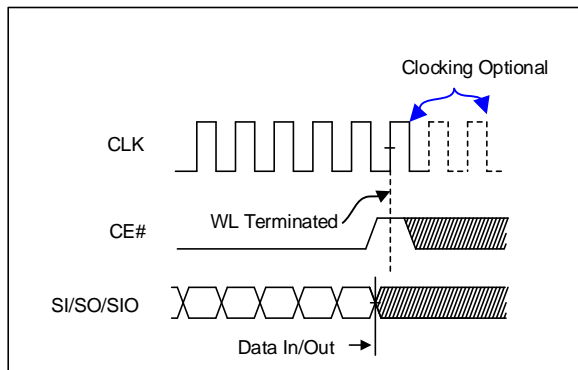 Clocking Optional
CLK
WL Terminated
CE#
SI/SO/SIO
Data In/Out